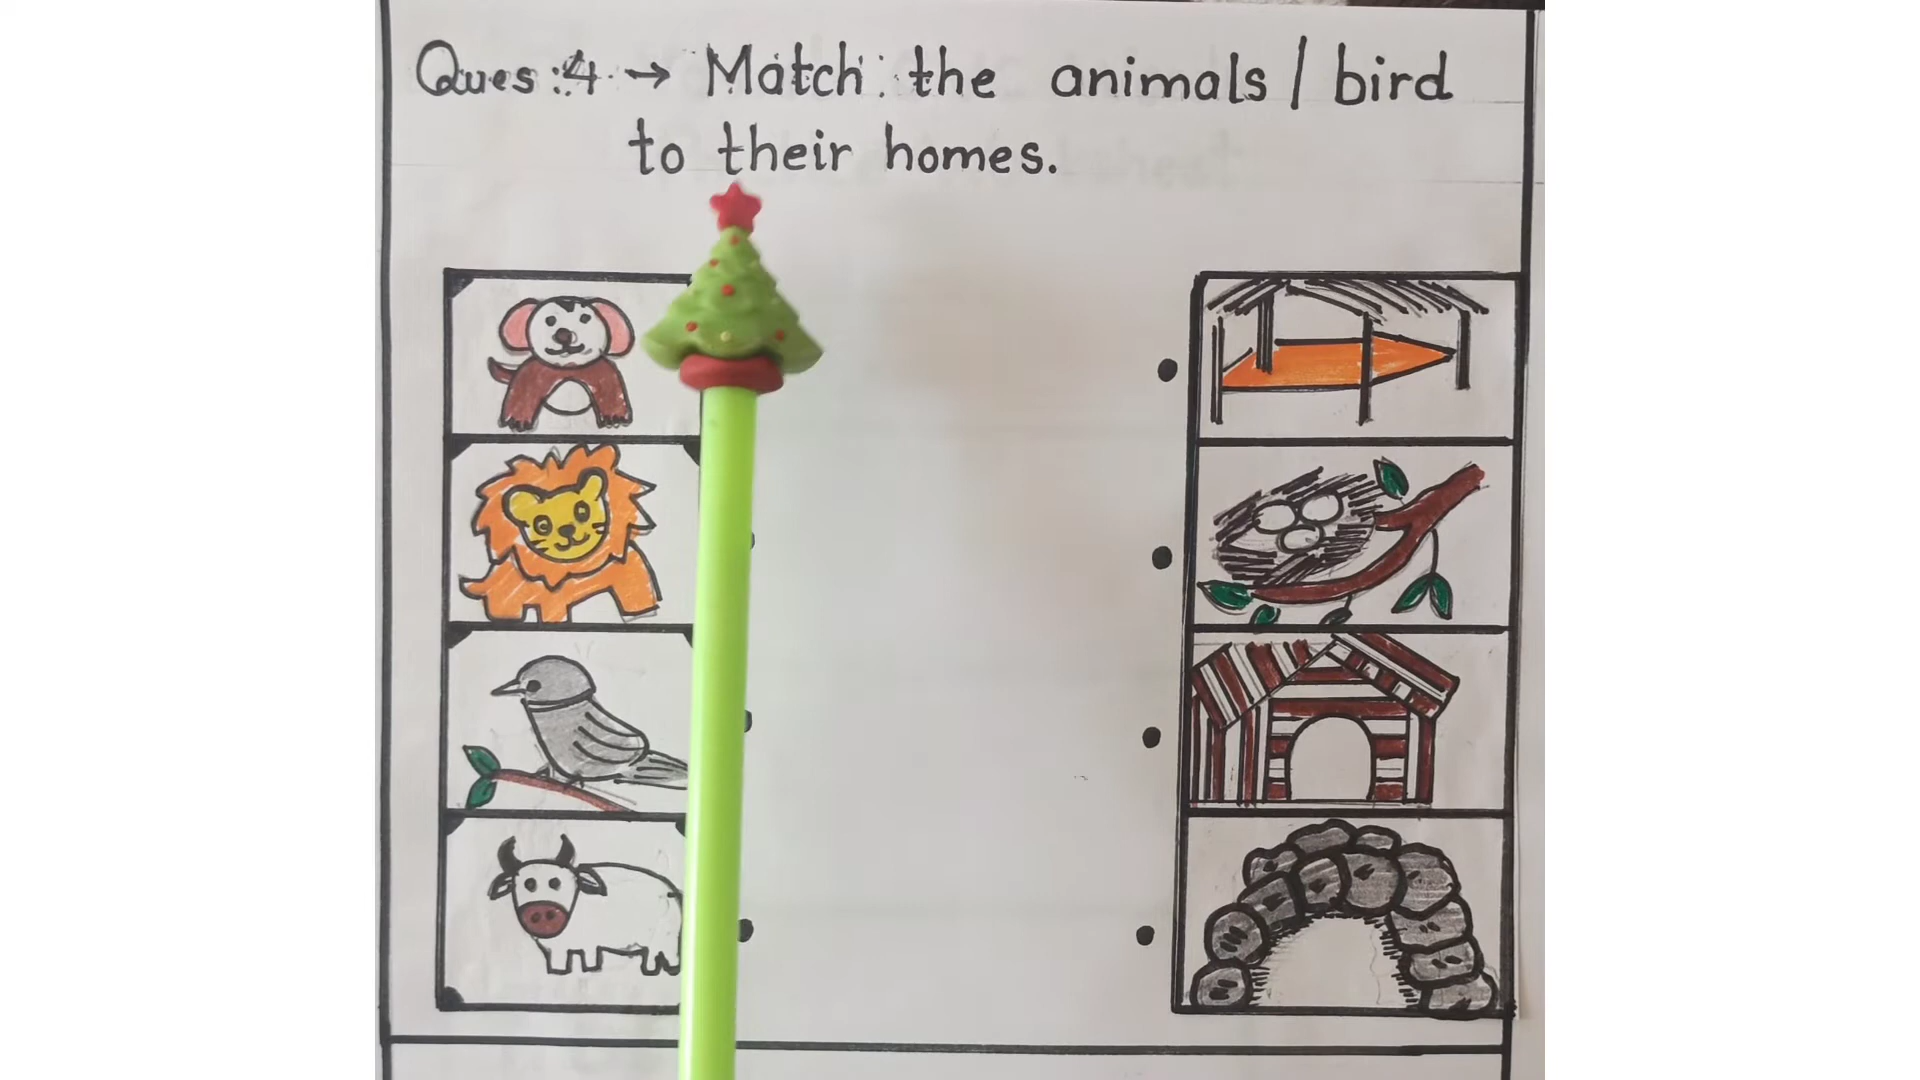 Ques:4. → Match the animals / bird
to their homes.